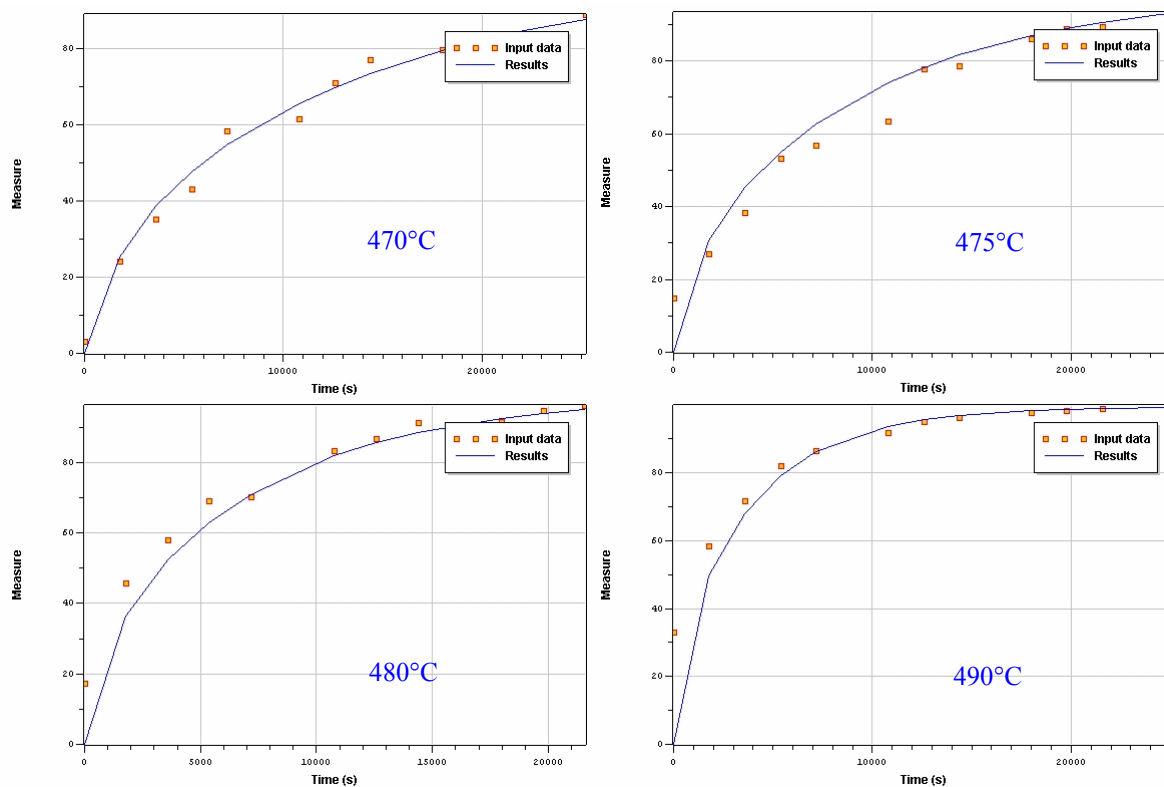 80
60
40
20
0
Measure
Input data
Results
470°C
0
10000
20000
Time (s)
80
60
40
20
0
Measure
Input data
Results
475°C
0
10000
20000
Time (s)
80
60
40
20
0
Measure
Input data
Results
480°C
0
5000
10000
15000
20000
Time (s)
80
60
40
20
0
Measure
Input data
Results
490°C
0
10000
20000
Time (s)